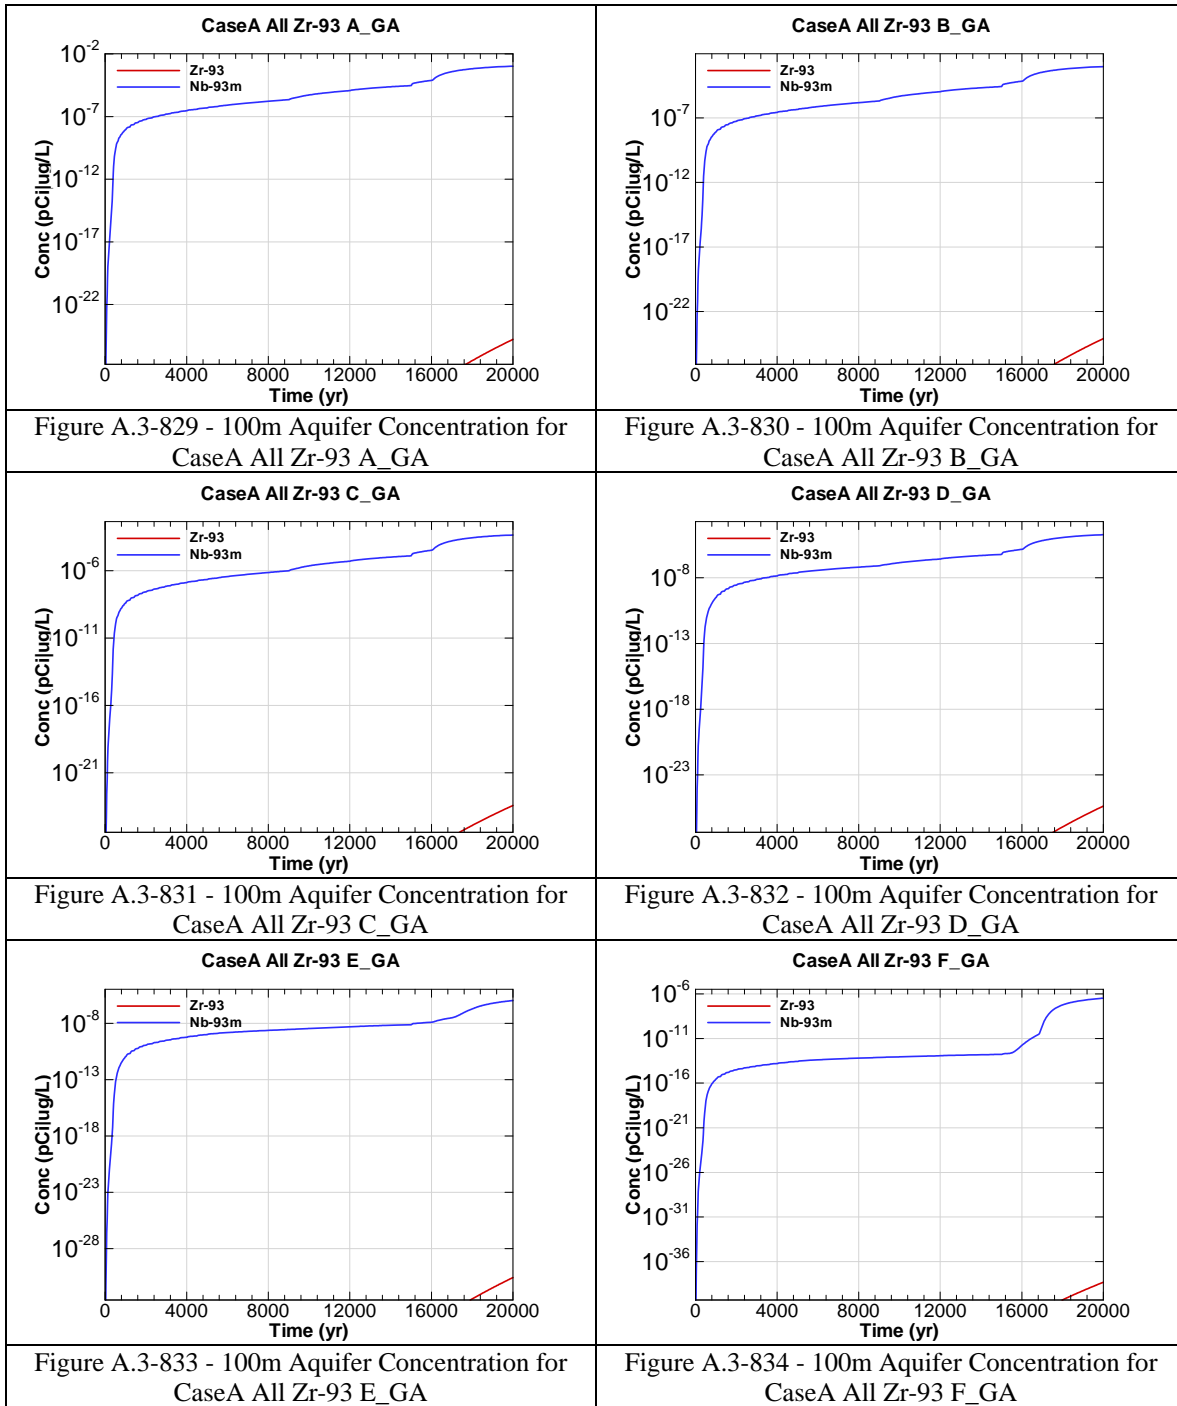 CaseA All Zr-93 A_GA
10-2
10-7
10-12
10-17
10-22
Conc (pCi|ug/L)
Zr-93
Nb-93m
0 4000 8000 12000 16000 20000
Time (yr)
Figure A.3-829 - 100m Aquifer Concentration for
CaseA All Zr-93 A_GA
CaseA All Zr-93 B_GA
10-7
10-12
10-17
10-22
Conc (pCi|ug/L)
Zr-93
Nb-93m
0 4000 8000 12000 16000 20000
Time (yr)
Figure A.3-830 - 100m Aquifer Concentration for
CaseA All Zr-93 B_GA
CaseA All Zr-93 C_GA
10-6
10-11
10-16
10-21
Conc (pCi|ug/L)
Zr-93
Nb-93m
0 4000 8000 12000 16000 20000
Time (yr)
Figure A.3-831 - 100m Aquifer Concentration for
CaseA All Zr-93 C_GA
CaseA All Zr-93 D_GA
10-8
10-13
10-18
10-23
Conc (pCi|ug/L)
Zr-93
Nb-93m
0 4000 8000 12000 16000 20000
Time (yr)
Figure A.3-832 - 100m Aquifer Concentration for
CaseA All Zr-93 D_GA
CaseA All Zr-93 E_GA
10-8
10-13
10-18
10-23
10-28
Conc (pCi|ug/L)
Zr-93
Nb-93m
0 4000 8000 12000 16000 20000
Time (yr)
Figure A.3-833 - 100m Aquifer Concentration for
CaseA All Zr-93 E_GA
CaseA All Zr-93 F_GA
10-6
10-11
10-16
10-21
10-26
10-31
10-36
Conc (pCi|ug/L)
Zr-93
Nb-93m
0 4000 8000 12000 16000 20000
Time (yr)
Figure A.3-834 - 100m Aquifer Concentration for
CaseA All Zr-93 F_GA